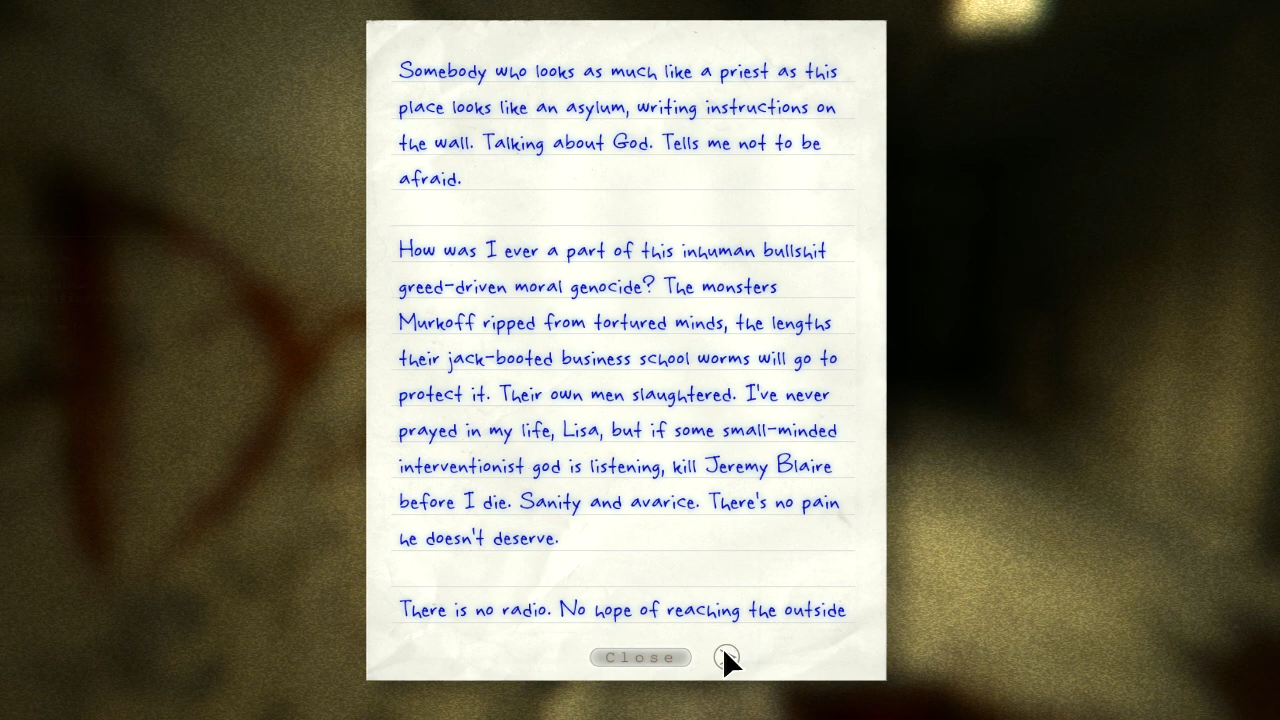 Somebody who looks as much like a priest as this
place looks like an asylum, writing instructions on
the wall. Talking about God. Tells me not to be
afraid.
How was I ever a part of this inhuman bullshit
greed-driven moral genocide? The monsters
Murkoff ripped from tortured minds, the lengths
their jack-booted business school worms will go to
protect it. Their own men slaughtered. I've never
prayed in my life, Lisa, but if some small-minded
interventionist god is listening, kill Jeremy Blaire
before I die. Sanity and avarice. There's no pain
he doesn't deserve.
There is no radio. No hope of reaching the outside
Close